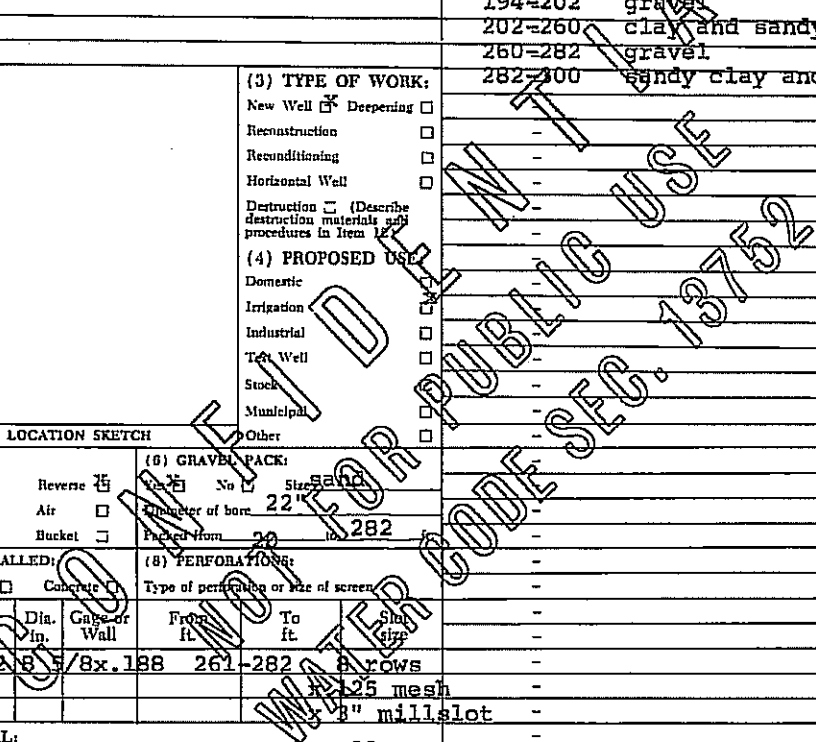 194-202 gravel
202-260 clay and sandy
260-282 gravel
282-300 sandy clay and
(3) TYPE OF WORK:
New Well X Deepening
Reconstruction
Reconditioning
Horizontal Well
Destruction (Describe
destruction materials and
procedures in Item 12)
(4) PROPOSED USE:
Domestic
Irrigation X
Industrial
Test Well
Stock
Municipal
Other
LOCATION SKETCH
(6) GRAVEL PACK:
Reverse X Yes X No Size sand
Air Diameter of bore 22"
Bucket Packed from 20 to 282 ft.
ALLED: (8) PERFORATIONS:
Concrete Type of perforation or size of screen
Dia. in. Gage or Wall From ft. To ft. Slot size
8 5/8x.188 261-282 8 rows
x 125 mesh
x 3" millslot
L:
CONFIDENTIAL
NOT FOR PUBLIC USE
WATER CODE SEC. 13752